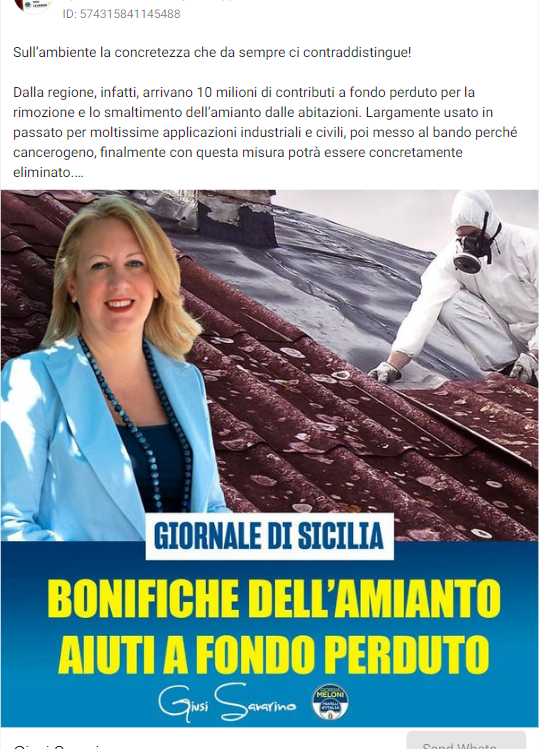 ID: 574315841145488
Sull’ambiente la concretezza che da sempre ci contraddistingue!
Dalla regione, infatti, arrivano 10 milioni di contributi a fondo perduto per la
rimozione e lo smaltimento dell’amianto dalle abitazioni. Largamente usato in
passato per moltissime applicazioni industriali e civili, poi messo al bando perché
cancerogeno, finalmente con questa misura potrà essere concretamente
eliminato.…
GIORNALE DI SICILIA
BONIFICHE DELL’AMIANTO
AIUTI A FONDO PERDUTO
Giusi Savarino
GIORGIA
MELONI
FRATELLI
D'ITALIA
Giusi Savarino
Send Whats